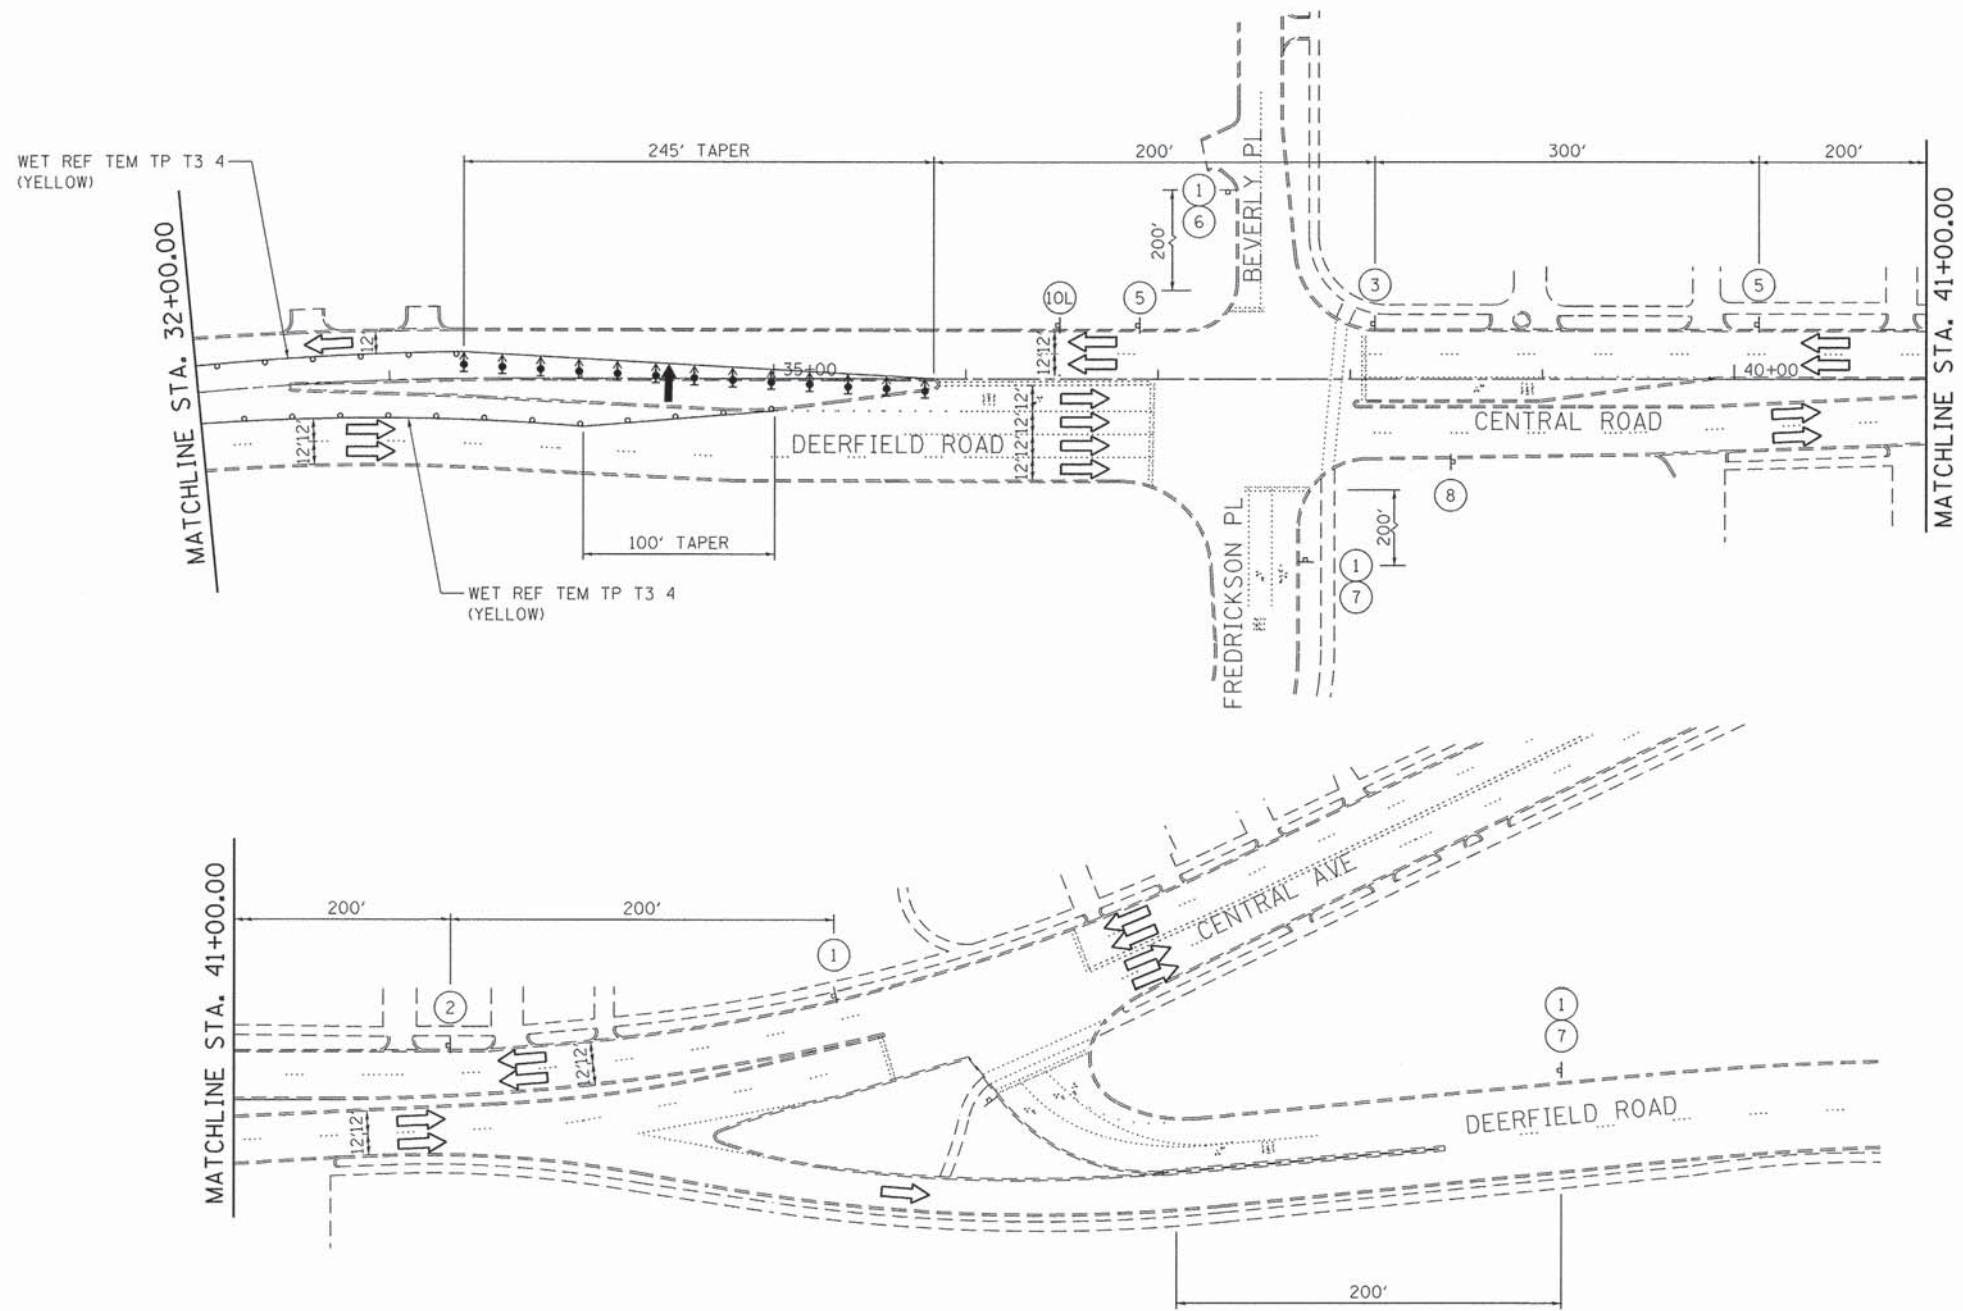 WET REF TEM TP T3 4
(YELLOW)
MATCHLINE STA. 32+00.00
245' TAPER
200'
300'
200'
BEVERLY PL
1
6
200'
10L
5
3
5
12'
12'12'
35+00
40+00
12'12'12'12'
12'12'
DEERFIELD ROAD
CENTRAL ROAD
MATCHLINE STA. 41+00.00
8
100' TAPER
WET REF TEM TP T3 4
(YELLOW)
FREDRICKSON PL
200'
1
7
MATCHLINE STA. 41+00.00
200'
200'
1
2
12'12'
12'12'
CENTRAL AVE
1
7
DEERFIELD ROAD
200'